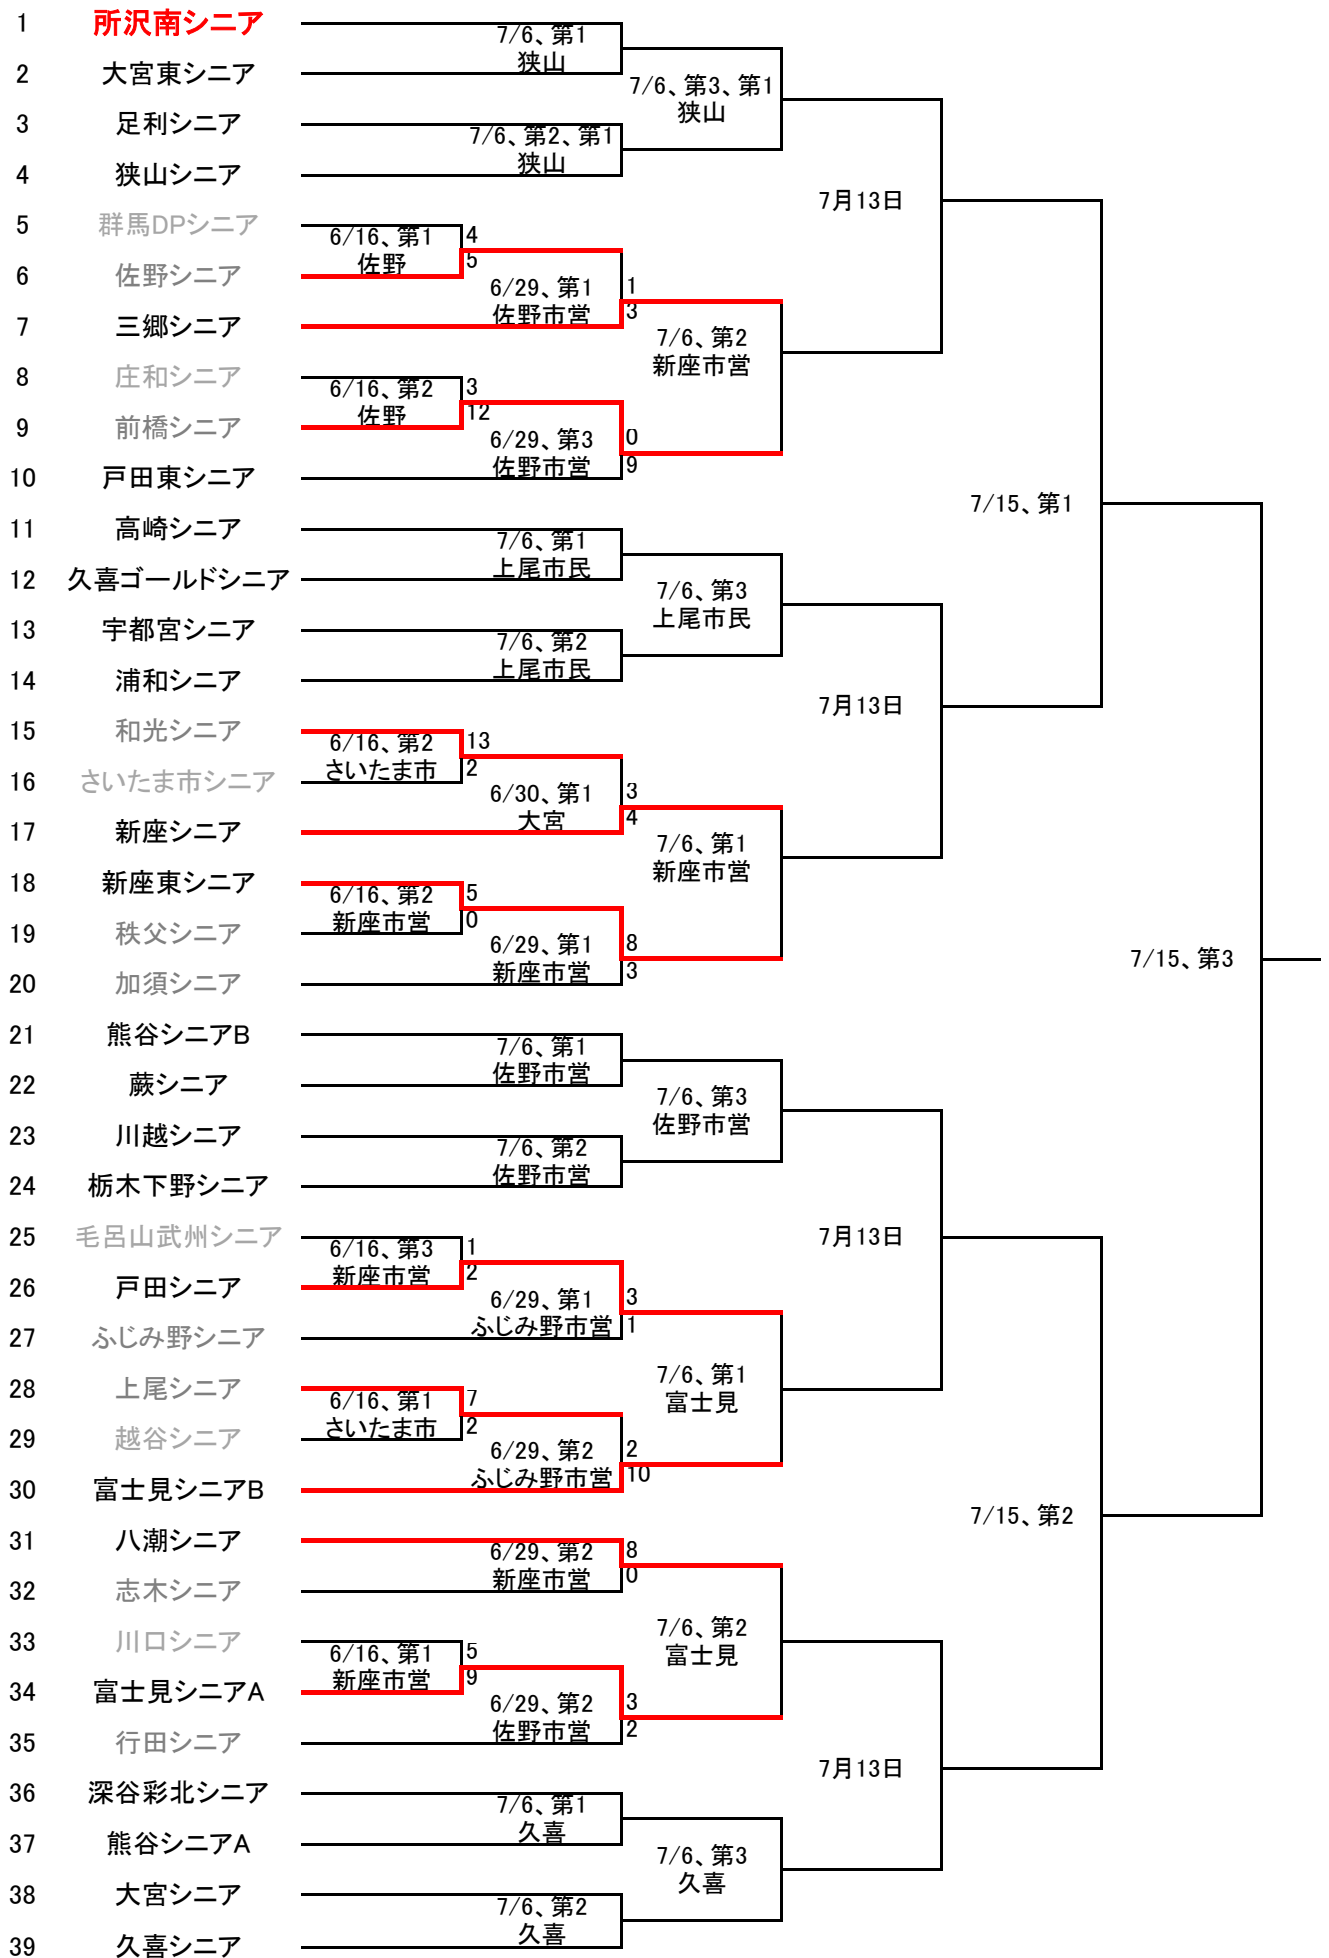 1 所沢南シニア
7/6、第1
狭山
2 大宮東シニア
7/6、第3、第1
狭山
3 足利シニア
7/6、第2、第1
狭山
4 狭山シニア
7月13日
5 群馬DPシニア
6/16、第1 4
佐野 5
6 佐野シニア
6/29、第1 1
佐野市営 3
7 三郷シニア
7/6、第2
新座市営
8 庄和シニア
6/16、第2 3
佐野 12
9 前橋シニア
6/29、第3 0
佐野市営 9
10 戸田東シニア
7/15、第1
11 高崎シニア
7/6、第1
上尾市民
12 久喜ゴールドシニア
7/6、第3
上尾市民
13 宇都宮シニア
7/6、第2
上尾市民
14 浦和シニア
7月13日
15 和光シニア
6/16、第2 13
さいたま市 2
16 さいたま市シニア
6/30、第1 3
大宮 4
17 新座シニア
7/6、第1
新座市営
18 新座東シニア
6/16、第2 5
新座市営 0
19 秩父シニア
6/29、第1 8
新座市営 3
7/15、第3
20 加須シニア
21 熊谷シニアB
7/6、第1
佐野市営
22 蕨シニア
7/6、第3
佐野市営
23 川越シニア
7/6、第2
佐野市営
24 栃木下野シニア
25 毛呂山武州シニア
7月13日
6/16、第3 1
新座市営 2
26 戸田シニア
6/29、第1 3
ふじみ野市営 1
27 ふじみ野シニア
7/6、第1
富士見
28 上尾シニア
6/16、第1 7
さいたま市 2
29 越谷シニア
6/29、第2 2
ふじみ野市営 10
30 富士見シニアB
7/15、第2
31 八潮シニア
6/29、第2 8
新座市営 0
32 志木シニア
7/6、第2
富士見
33 川口シニア
6/16、第1 5
新座市営 9
34 富士見シニアA
6/29、第2 3
佐野市営 2
35 行田シニア
7月13日
36 深谷彩北シニア
7/6、第1
久喜
37 熊谷シニアA
7/6、第3
久喜
38 大宮シニア
7/6、第2
久喜
39 久喜シニア